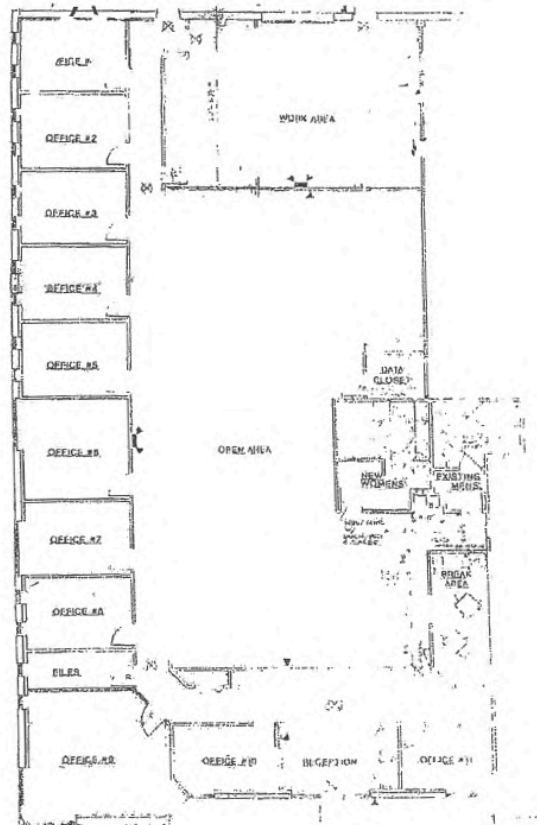 WORK AREA
OFFICE #2
OFFICE #3
OFFICE #4
OFFICE #5
DATA
CLOSET
OPEN AREA
OFFICE #6
NEW
WOMENS
EXISTING
MENS
OFFICE #7
BREAK
AREA
OFFICE #8
FILES
OFFICE #9
OFFICE #10
RECEPTION
OFFICE #11